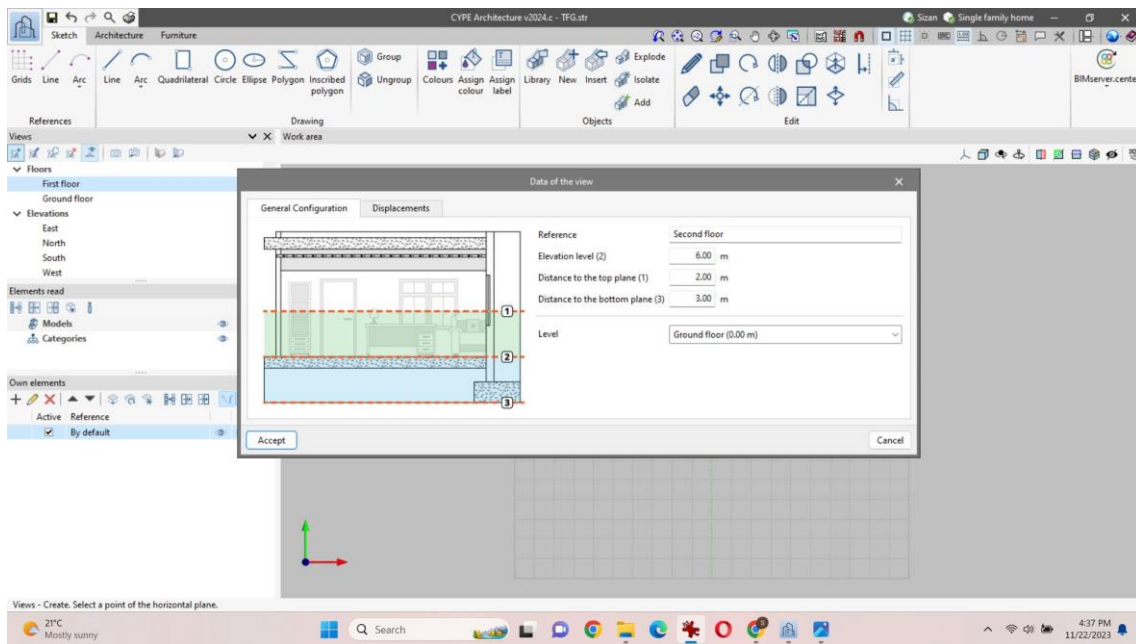 CYPE Architecture v2024.c - TFG.str
Sizan Single family home
Sketch Architecture Furniture
Grids Line Arc Line Arc Quadrilateral Circle Ellipse Polygon Inscribed polygon
Group
Ungroup
Colours Assign colour Assign label
Library New Insert
Explode
Isolate
Add
BIMserver.cente
References Drawing Objects Edit
Views
Work area
Floors
First floor
Ground floor
Elevations
East
North
South
West
Elements read
Models
Categories
Own elements
Active Reference
By default
Data of the view
General Configuration Displacements
1
2
3
Reference Second floor
Elevation level (2) 6.00 m
Distance to the top plane (1) 2.00 m
Distance to the bottom plane (3) 3.00 m
Level Ground floor (0.00 m)
Accept Cancel
Views - Create. Select a point of the horizontal plane.
21°C
Mostly sunny
Search
4:37 PM
11/22/2023